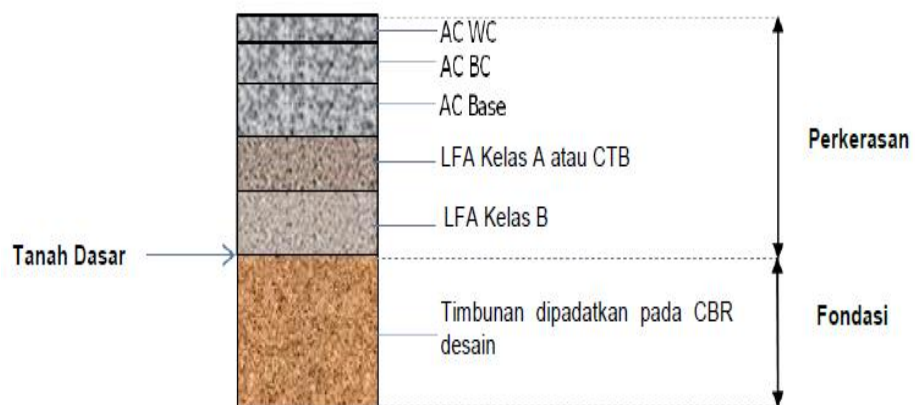 AC WC
AC BC
AC Base
LFA Kelas A atau CTB
LFA Kelas B
Perkerasan
Tanah Dasar
Timbunan dipadatkan pada CBR
desain
Fondasi